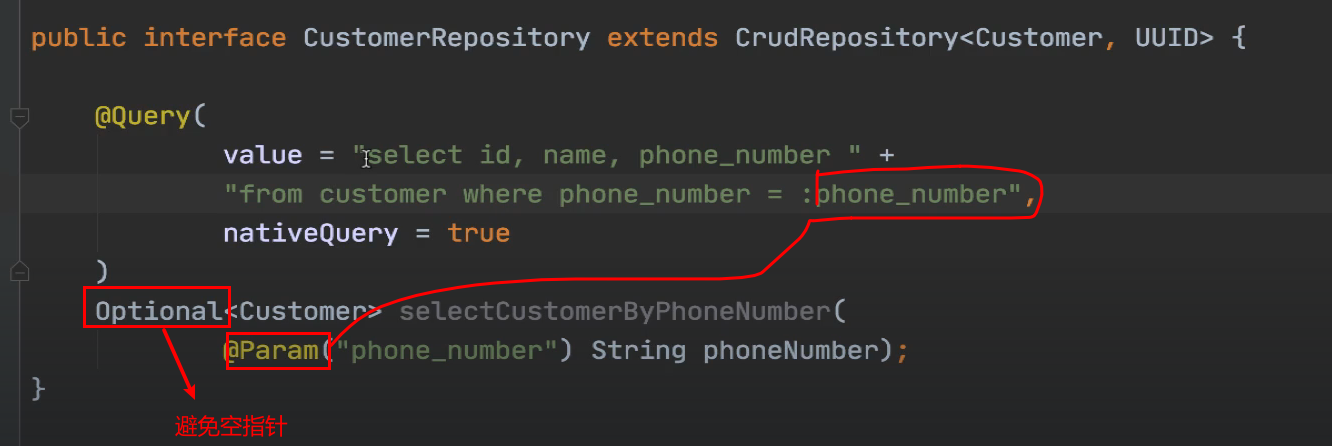 public interface CustomerRepository extends CrudRepository<Customer, UUID> {
@Query(
value = "select id, name, phone_number " +
"from customer where phone_number = :phone_number",
nativeQuery = true
)
Optional<Customer> selectCustomerByPhoneNumber(
@Param("phone_number") String phoneNumber);
}
避免空指针